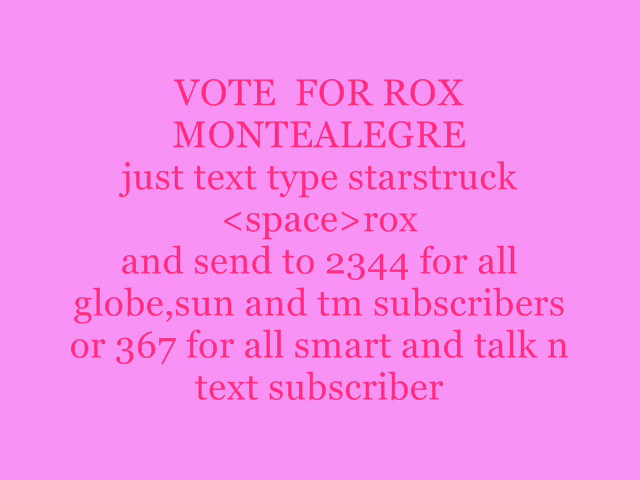 VOTE  FOR ROX
MONTEALEGRE
just text type starstruck
<space>rox
and send to 2344 for all
globe,sun and tm subscribers
or 367 for all smart and talk n
text subscriber